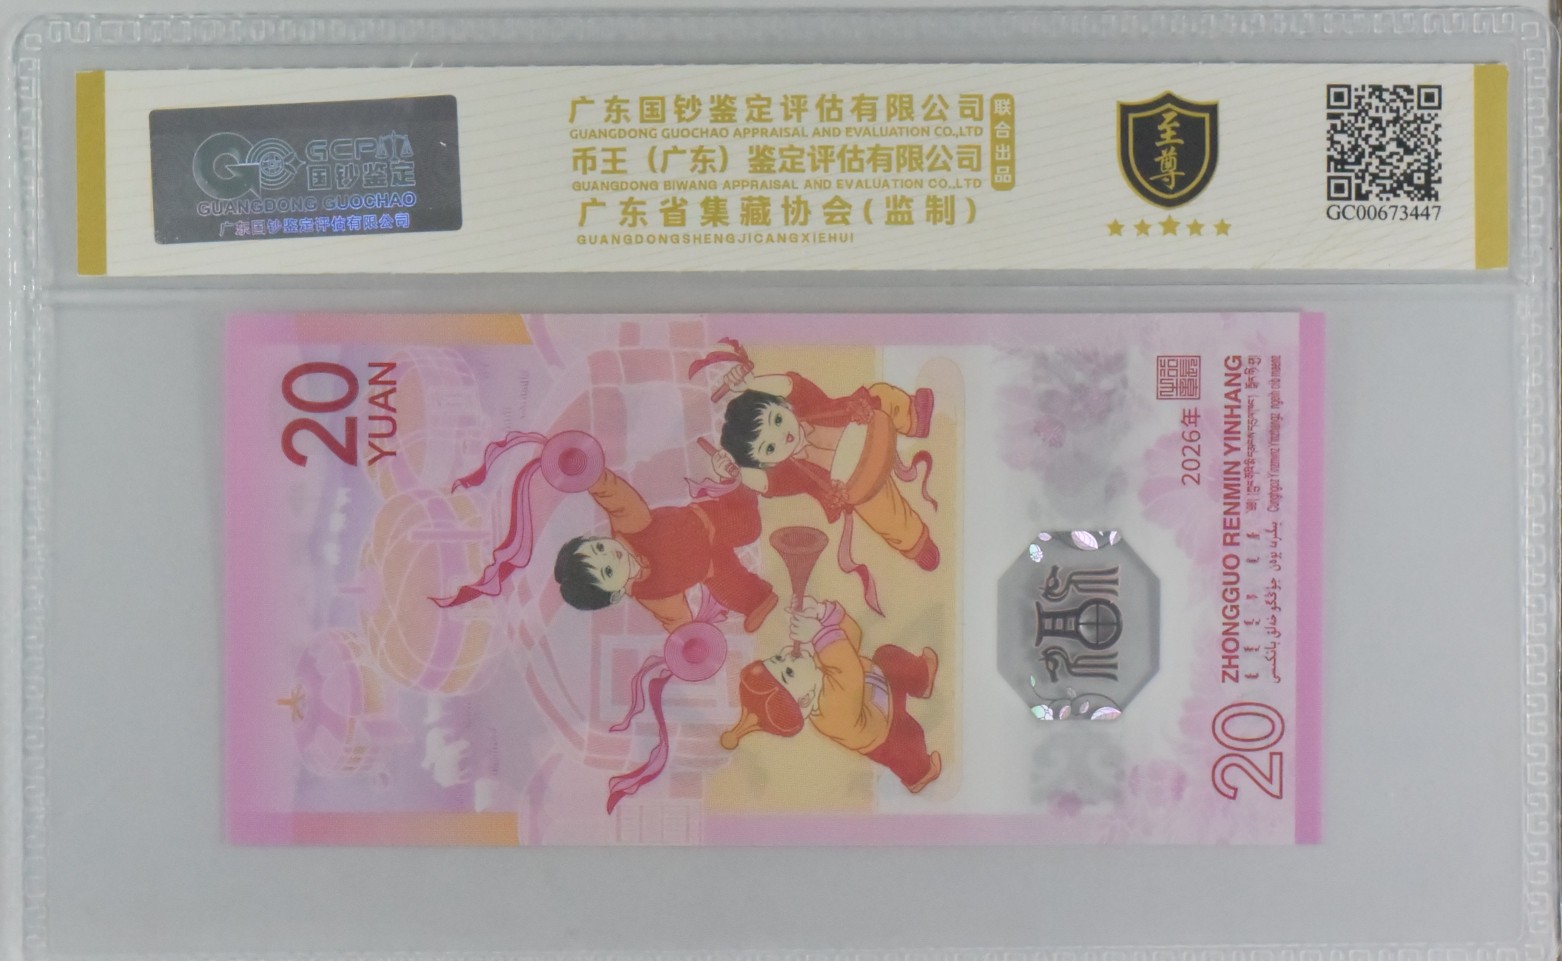 GCP
国钞鉴定
GUANGDONG GUOCHAO
广东国钞鉴定评估有限公司
广东国钞鉴定评估有限公司
GUANGDONG GUOCHAO APPRAISAL AND EVALUATION CO.,LTD
币王（广东）鉴定评估有限公司
GUANGDONG BIWANG APPRAISAL AND EVALUATION CO.,LTD
广东省集藏协会(监制)
GUANGDONGSHENGJICANGXIEHUI
联合出品
至尊
GC00673447
20
YUAN
2026年
ZHONGGUO RENMIN YINHANG
20